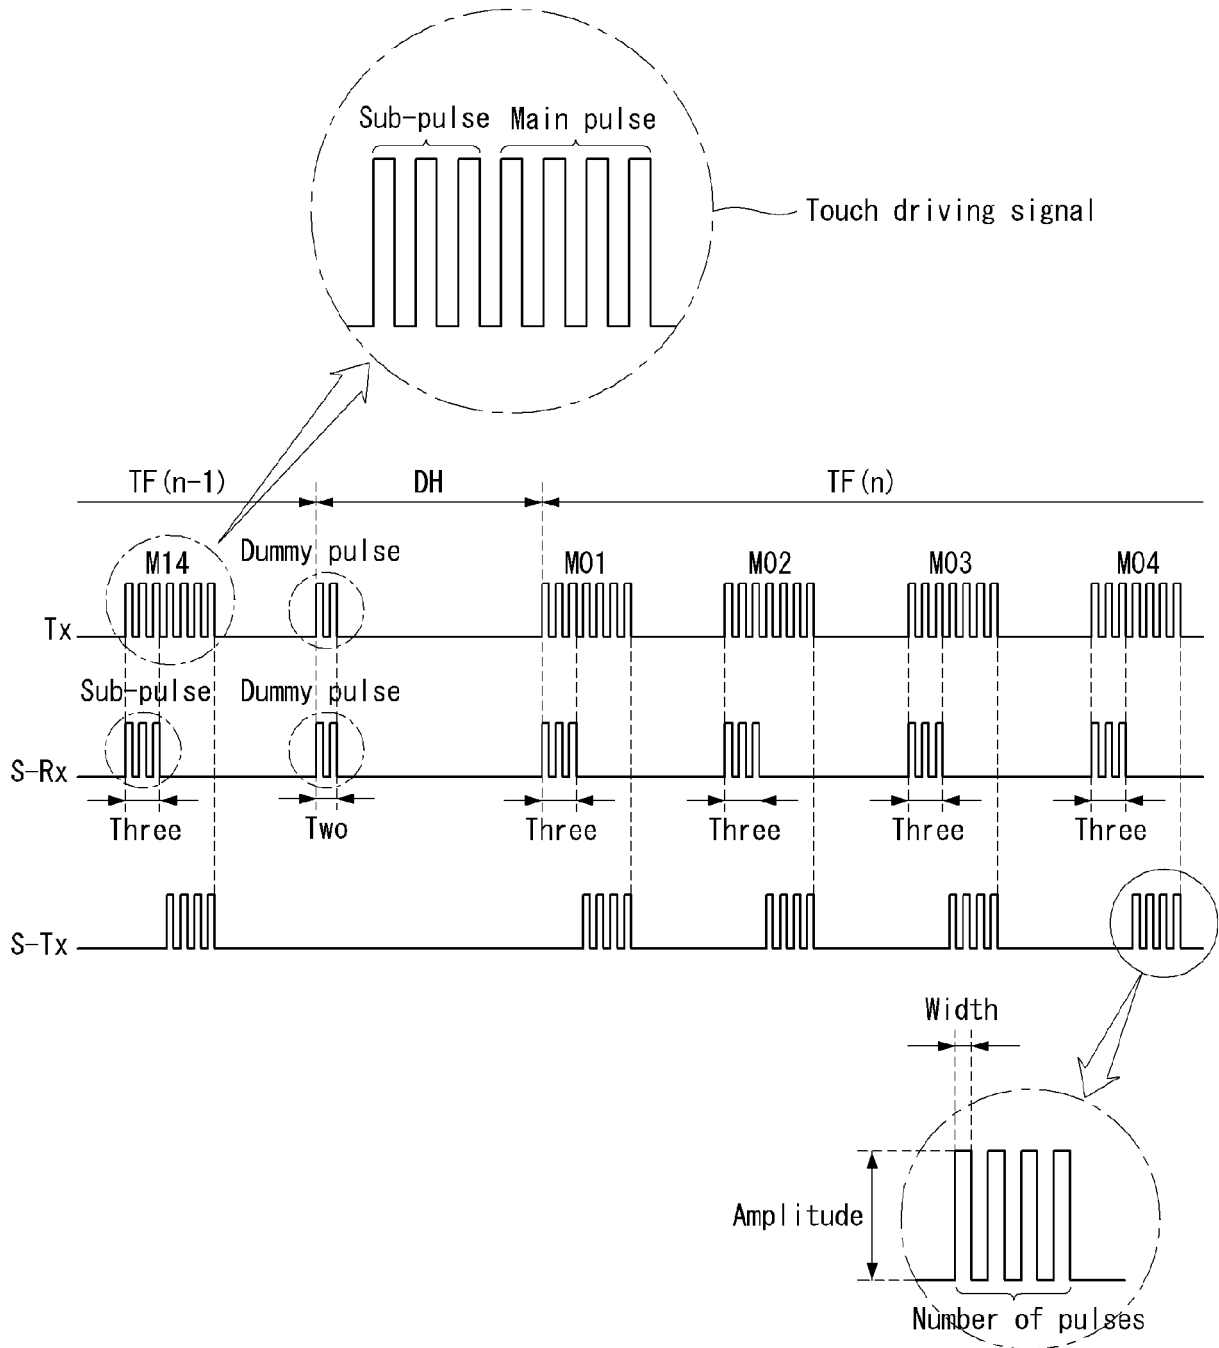 Sub-pulse Main pulse
Touch driving signal
TF(n-1) DH TF(n)
Dummy pulse
M14 M01 M02 M03 M04
Tx
Sub-pulse Dummy pulse
S-Rx
Three Two Three Three Three Three
S-Tx
Width
Amplitude
Number of pulses